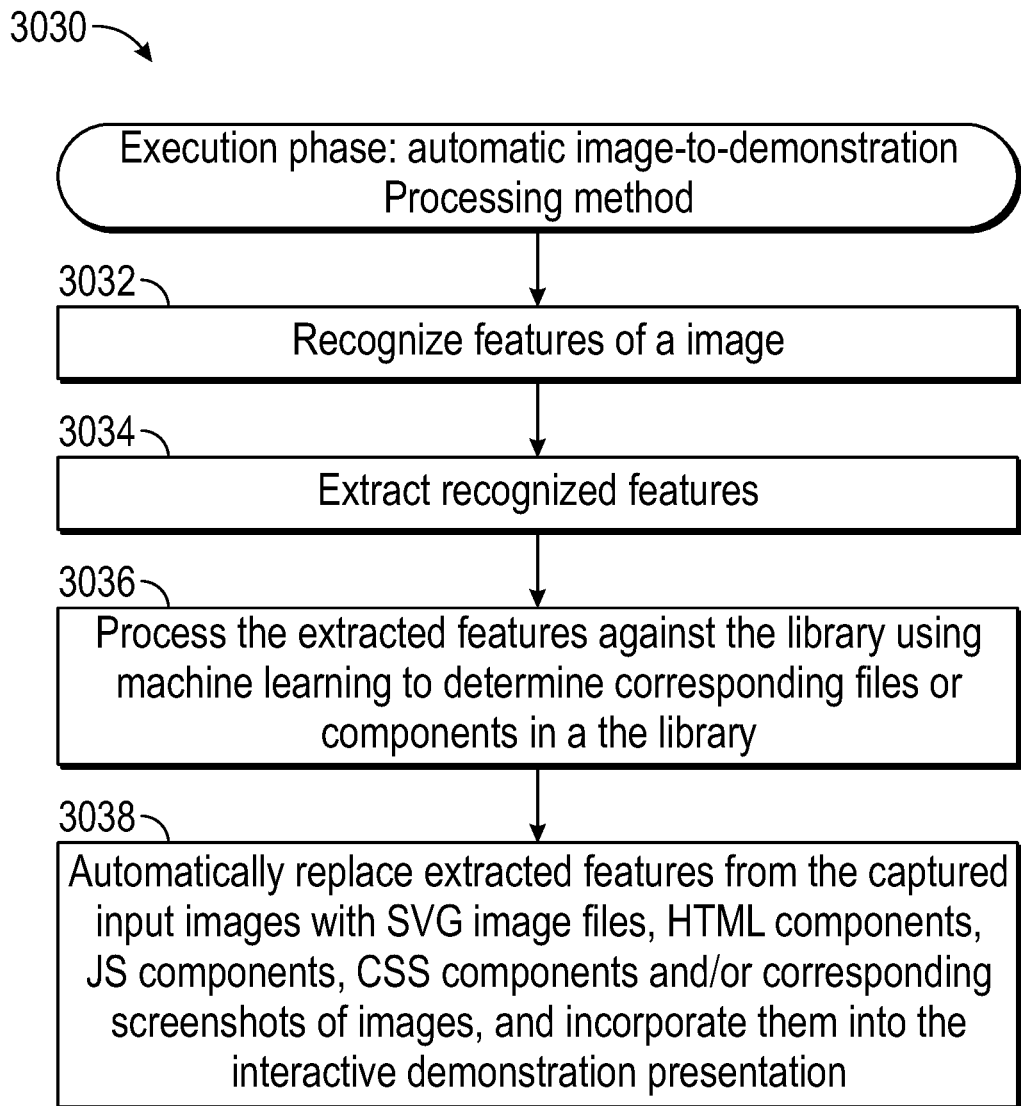 3030
Execution phase: automatic image-to-demonstration
Processing method
3032
Recognize features of a image
3034
Extract recognized features
3036
Process the extracted features against the library using
machine learning to determine corresponding files or
components in a the library
3038
Automatically replace extracted features from the captured
input images with SVG image files, HTML components,
JS components, CSS components and/or corresponding
screenshots of images, and incorporate them into the
interactive demonstration presentation